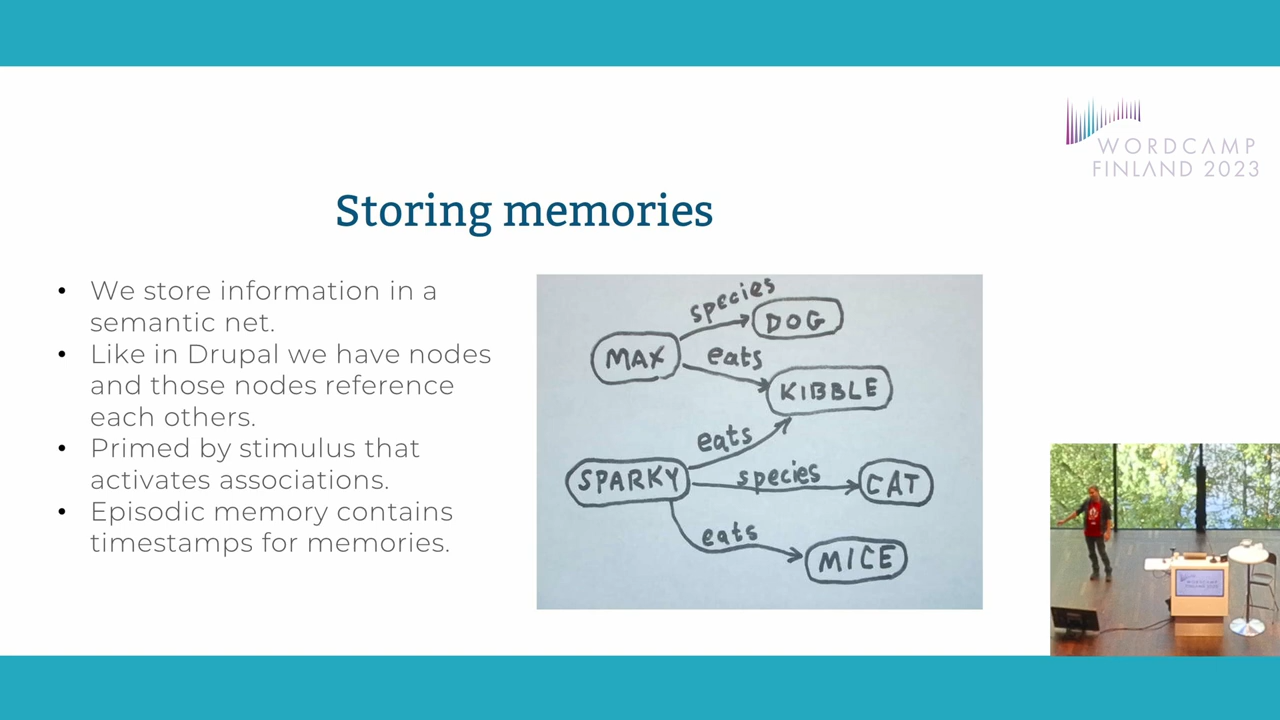 WORDCAMP
FINLAND 2023
Storing memories
• We store information in a
semantic net.
• Like in Drupal we have nodes
and those nodes reference
each others.
• Primed by stimulus that
activates associations.
• Episodic memory contains
timestamps for memories.
species
DOG
MAX
eats
KIBBLE
eats
SPARKY
species
CAT
eats
MICE